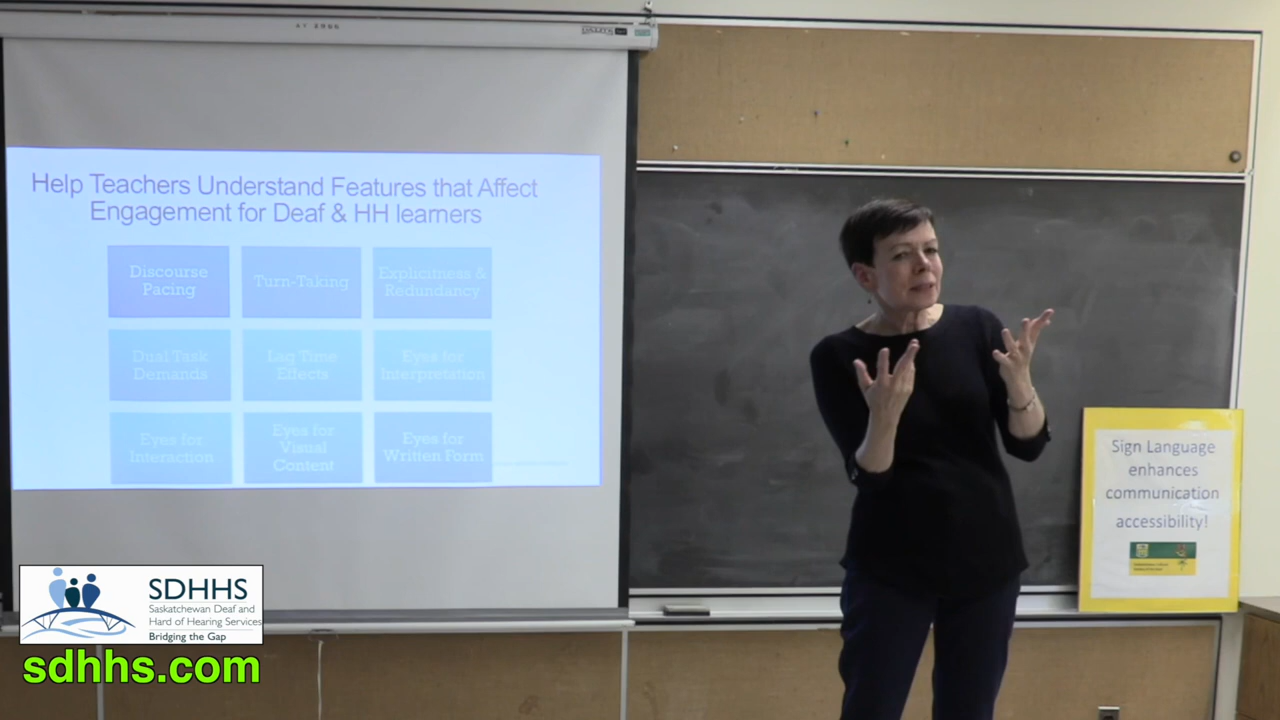 Help Teachers Understand Features that Affect
Engagement for Deaf & HH learners
Discourse
Pacing
Turn-Taking
Explicitness &
Redundancy
Dual Task
Demands
Lag Time
Effects
Eyes for
Interpretation
Eyes for
Interaction
Eyes for
Visual
Content
Eyes for
Written Form
Sign Language
enhances
communication
accessibility!
SDHHS
Saskatchewan Deaf and
Hard of Hearing Services
Bridging the Gap
sdhhs.com